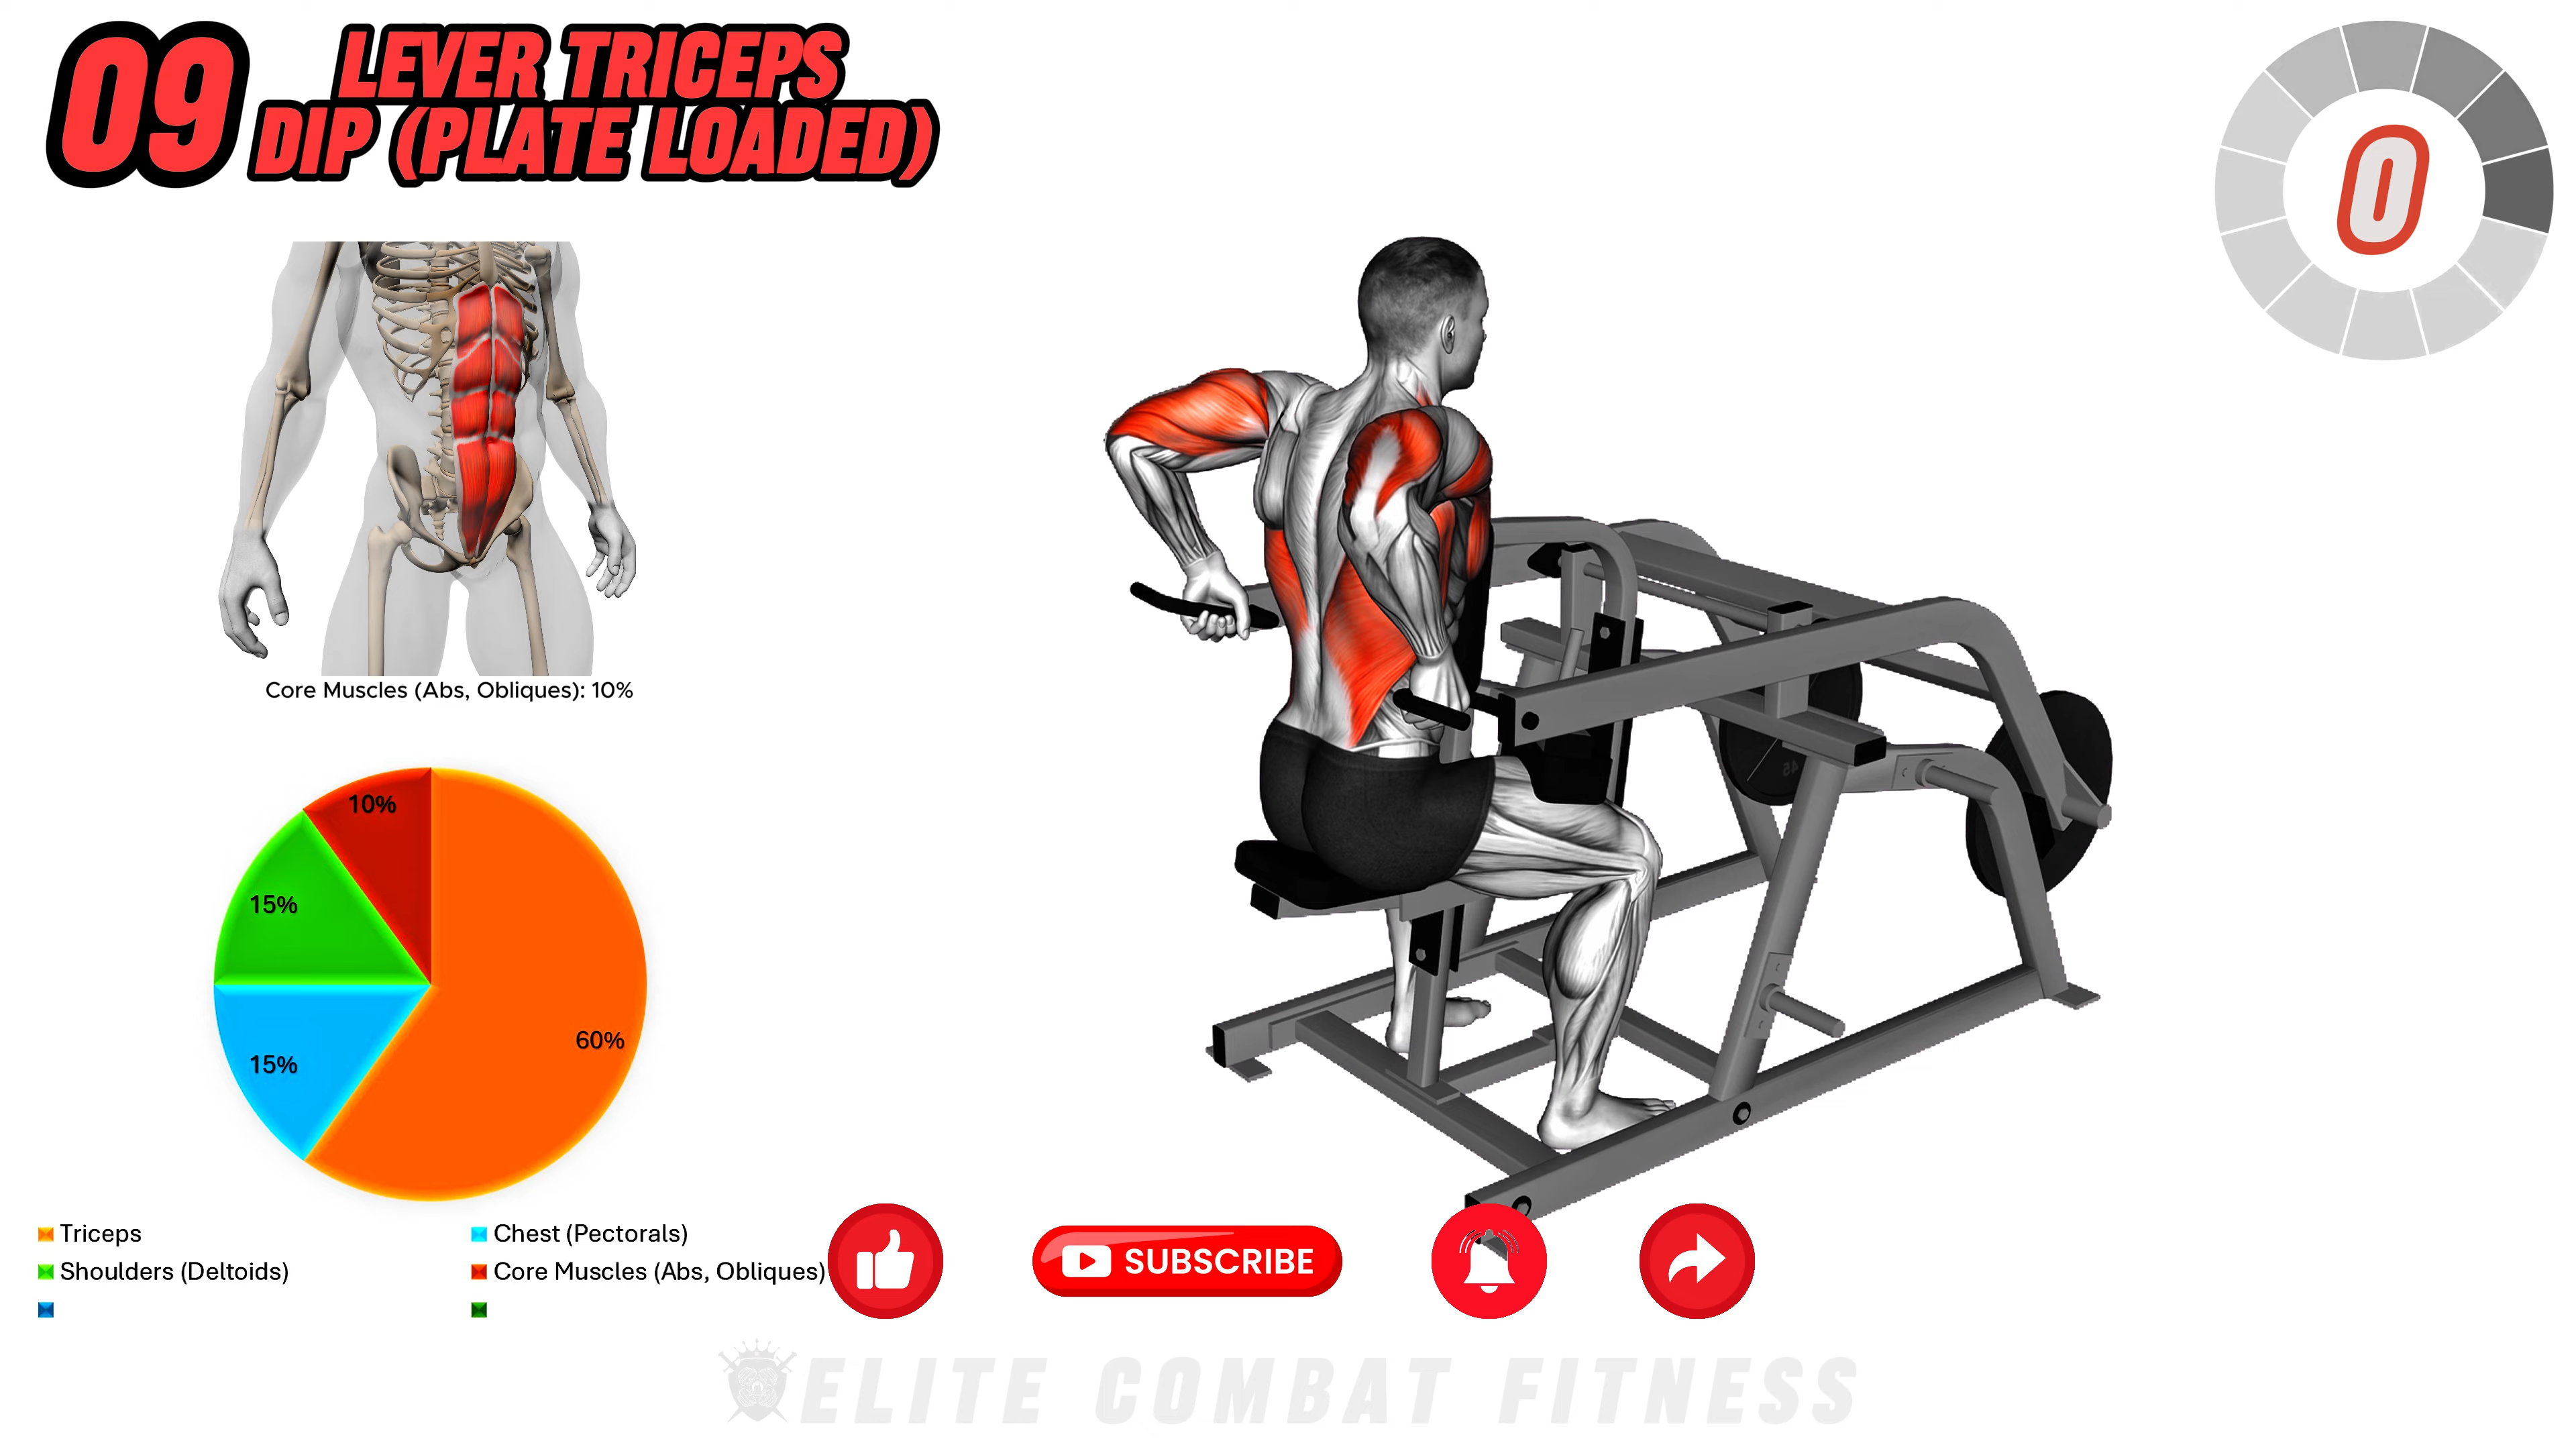 09
LEVER TRICEPS
DIP (PLATE LOADED)
0
Core Muscles (Abs, Obliques): 10%
10%
15%
15%
60%
Triceps
Chest (Pectorals)
Shoulders (Deltoids)
Core Muscles (Abs, Obliques)
SUBSCRIBE
45
ELITE COMBAT FITNESS